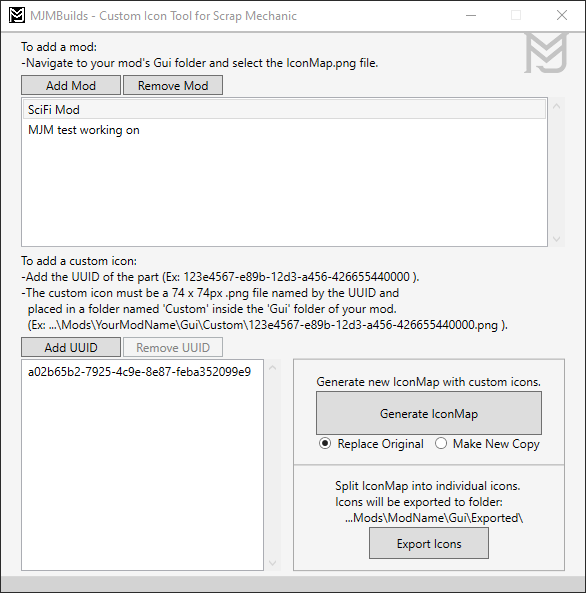 MJMBuilds - Custom Icon Tool for Scrap Mechanic
To add a mod:
-Navigate to your mod's Gui folder and select the IconMap.png file.
Add Mod
Remove Mod
SciFi Mod
MJM test working on
To add a custom icon:
-Add the UUID of the part (Ex: 123e4567-e89b-12d3-a456-426655440000 ).
-The custom icon must be a 74 x 74px .png file named by the UUID and
placed in a folder named 'Custom' inside the 'Gui' folder of your mod.
(Ex: ...\Mods\YourModName\Gui\Custom\123e4567-e89b-12d3-a456-426655440000.png ).
Add UUID
Remove UUID
a02b65b2-7925-4c9e-8e87-feba352099e9
Generate new IconMap with custom icons.
Generate IconMap
Replace Original
Make New Copy
Split IconMap into individual icons.
Icons will be exported to folder:
...Mods\ModName\Gui\Exported\
Export Icons